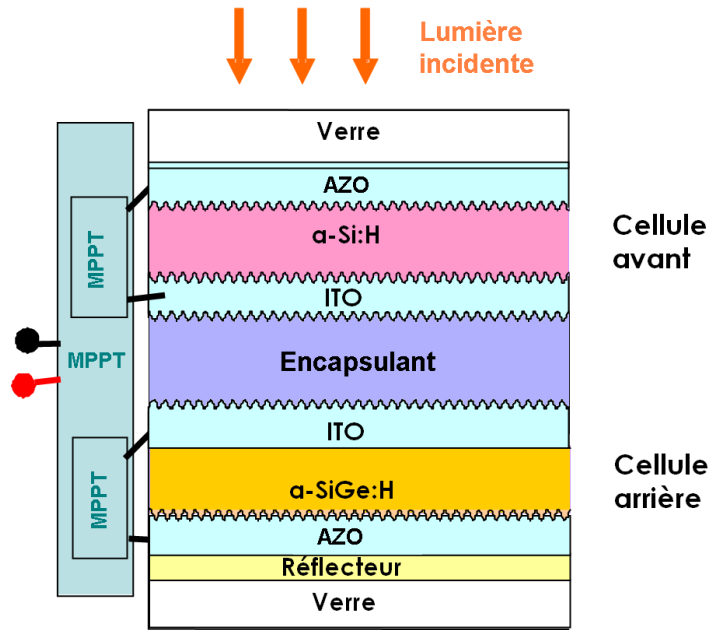 Lumière
incidente
Verre
AZO
a-Si:H
Cellule
avant
MPPT
ITO
MPPT
Encapsulant
ITO
Cellule
arrière
MPPT
a-SiGe:H
AZO
Réflecteur
Verre